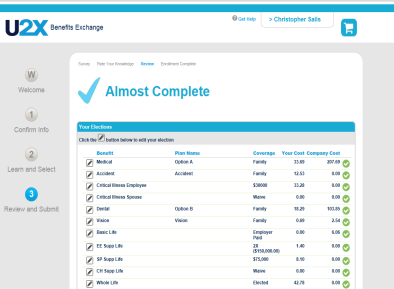 U2X Benefits Exchange
Get Help
> Christopher Sails
Survey Rate Your Knowledge Review Enrollment Complete
W
Welcome
1
Confirm Info
2
Learn and Select
3
Review and Submit
Almost Complete
Your Elections
Click the button below to edit your election
Benefit Plan Name Coverage Your Cost Company Cost
Medical Option A Family 33.69 207.69
Accident Accident Family 12.53 0.00
Critical Illness Employee $30000 33.28 0.00
Critical Illness Spouse Waive 0.00 0.00
Dental Option B Family 18.29 103.85
Vision Vision Family 0.69 2.54
Basic Life Employer Paid 0.00 6.06
EE Supp Life 2X ($150,000.00) 1.40 0.00
SP Supp Life $75,000 8.10 0.00
CH Supp Life Waive 0.00 0.00
Whole Life Elected 42.78 0.00